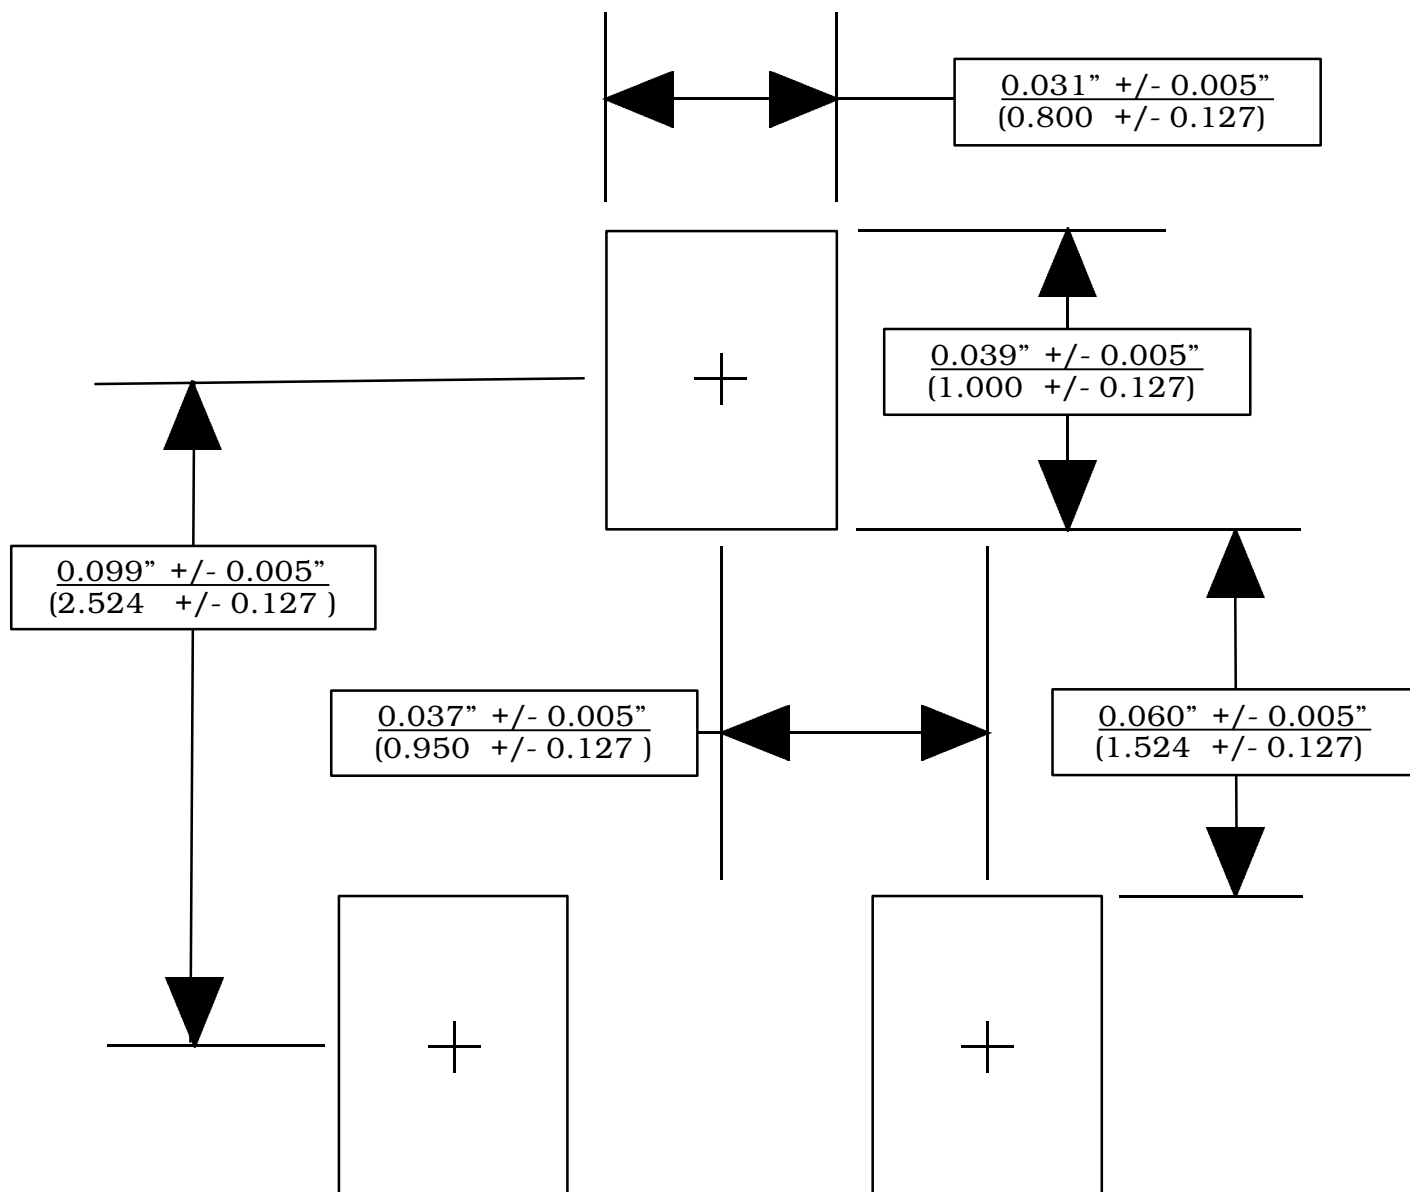 0.031” +/- 0.005”
(0.800 +/- 0.127)
0.039” +/- 0.005”
(1.000 +/- 0.127)
0.099” +/- 0.005”
(2.524 +/- 0.127 )
0.037” +/- 0.005”
(0.950 +/- 0.127 )
0.060” +/- 0.005”
(1.524 +/- 0.127)